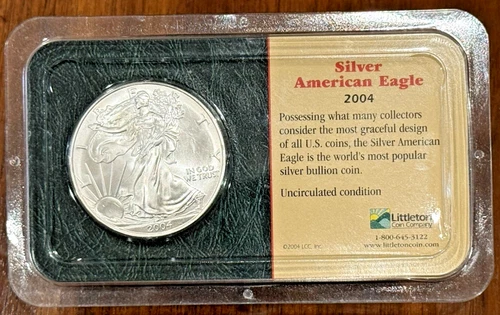 Silver
American Eagle
2004
Possessing what many collectors
consider the most graceful design
of all U.S. coins, the Silver American
Eagle is the world's most popular
silver bullion coin.
Uncirculated condition
Littleton
Coin Company
1-800-645-3122
www.littletoncoin.com
©2004 LCC, Inc.
IN GOD
WE TRUST
2004